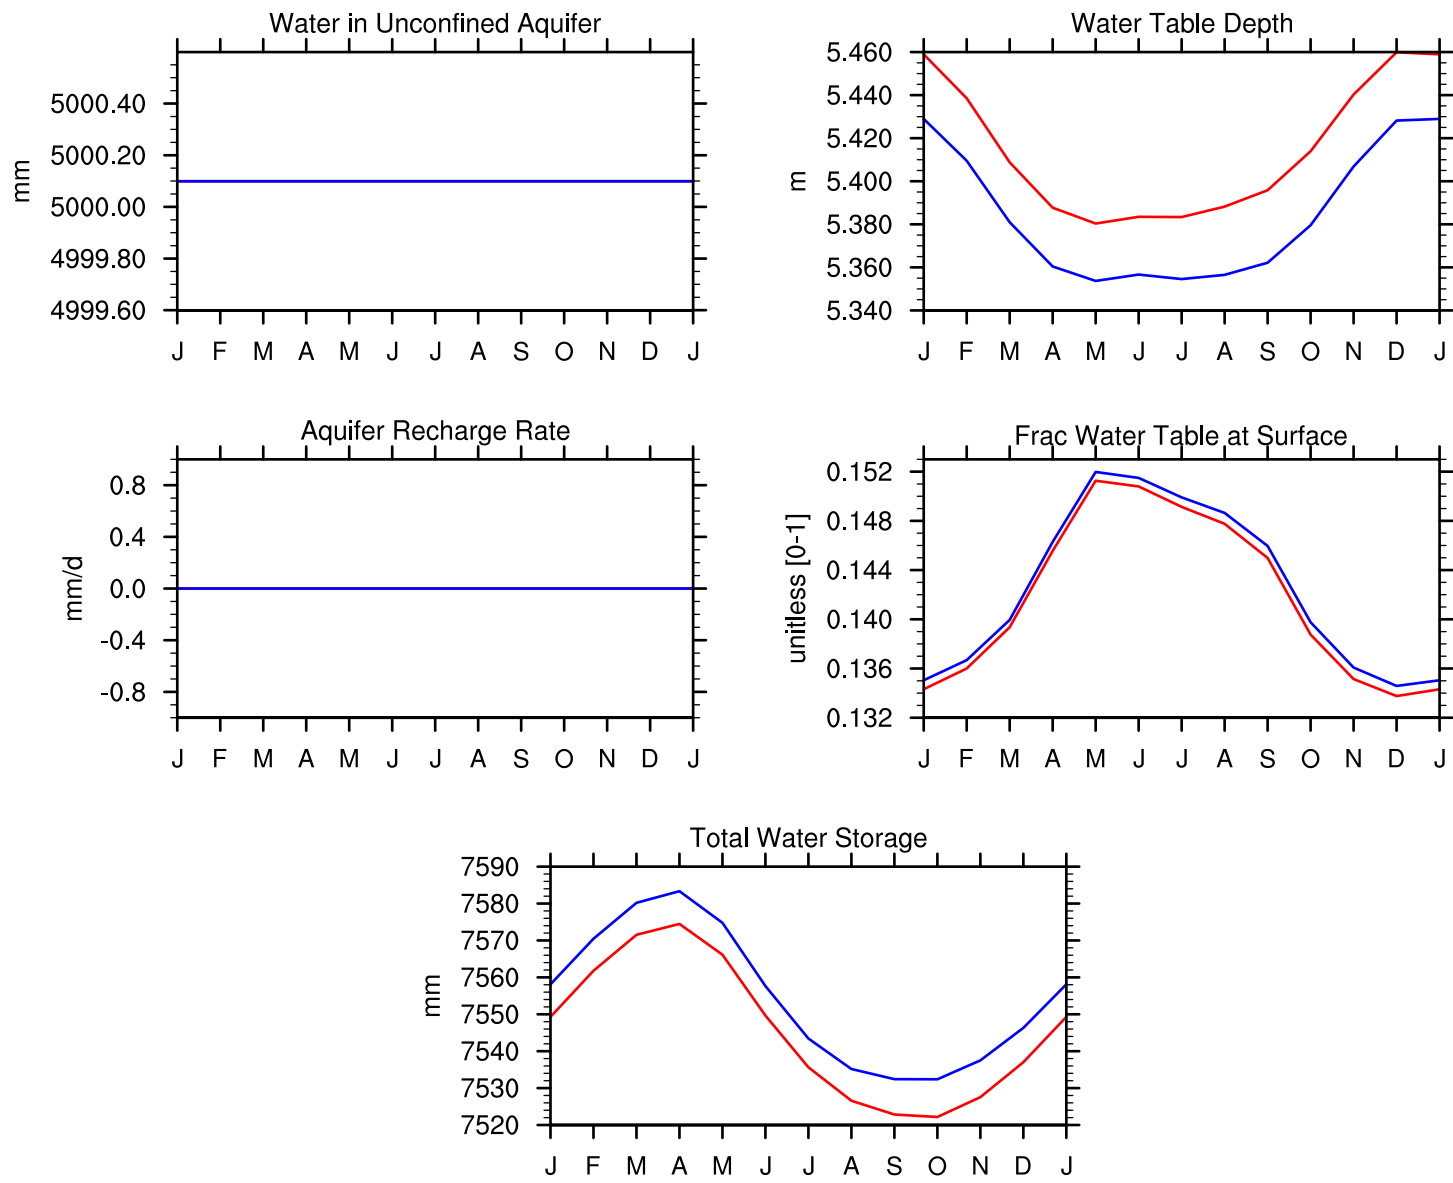 Water in Unconfined Aquifer
mm
5000.40
5000.20
5000.00
4999.80
4999.60
J F M A M J J A S O N D J
Water Table Depth
m
5.460
5.440
5.420
5.400
5.380
5.360
5.340
J F M A M J J A S O N D J
Aquifer Recharge Rate
mm/d
0.8
0.4
0.0
-0.4
-0.8
J F M A M J J A S O N D J
Frac Water Table at Surface
unitless [0-1]
0.152
0.148
0.144
0.140
0.136
0.132
J F M A M J J A S O N D J
Total Water Storage
mm
7590
7580
7570
7560
7550
7540
7530
7520
J F M A M J J A S O N D J